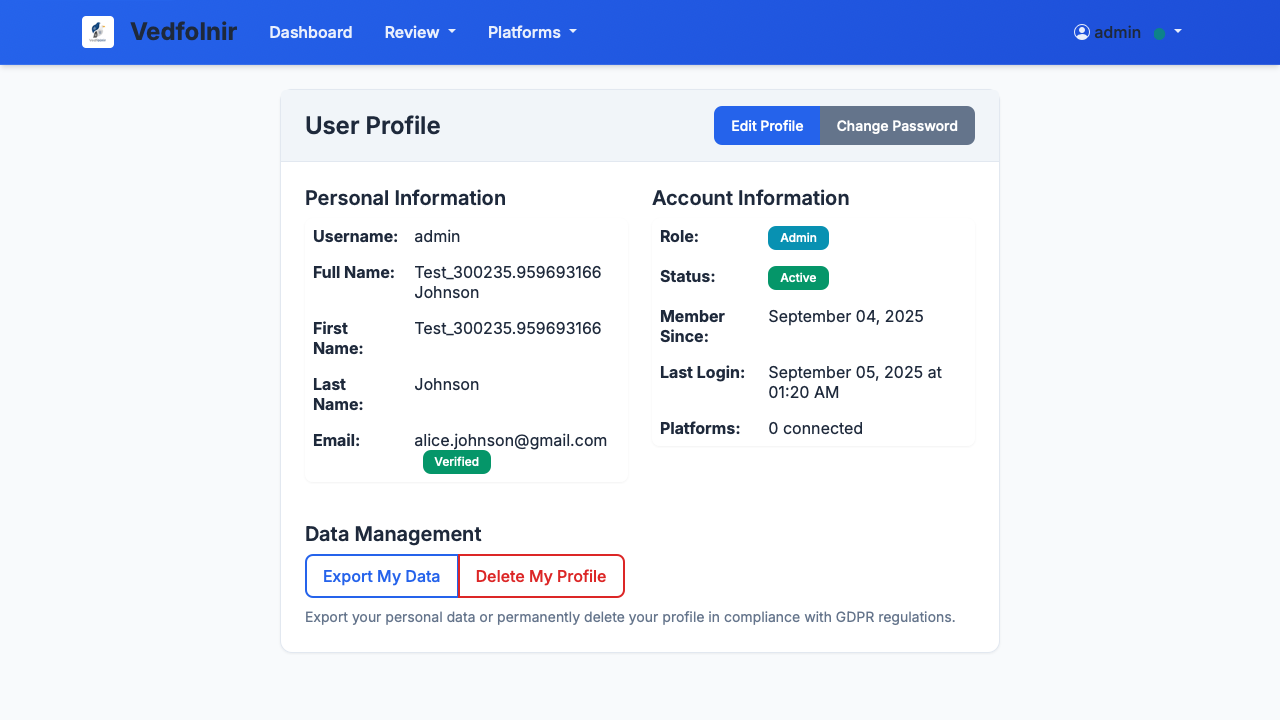 Vedfolnir Dashboard Review Platforms admin
User Profile
Edit Profile Change Password
Personal Information
Username: admin
Full Name: Test_300235.959693166
Johnson
First
Name: Test_300235.959693166
Last
Name: Johnson
Email: alice.johnson@gmail.com
Verified
Account Information
Role: Admin
Status: Active
Member
Since: September 04, 2025
Last Login: September 05, 2025 at
01:20 AM
Platforms: 0 connected
Data Management
Export My Data Delete My Profile
Export your personal data or permanently delete your profile in compliance with GDPR regulations.